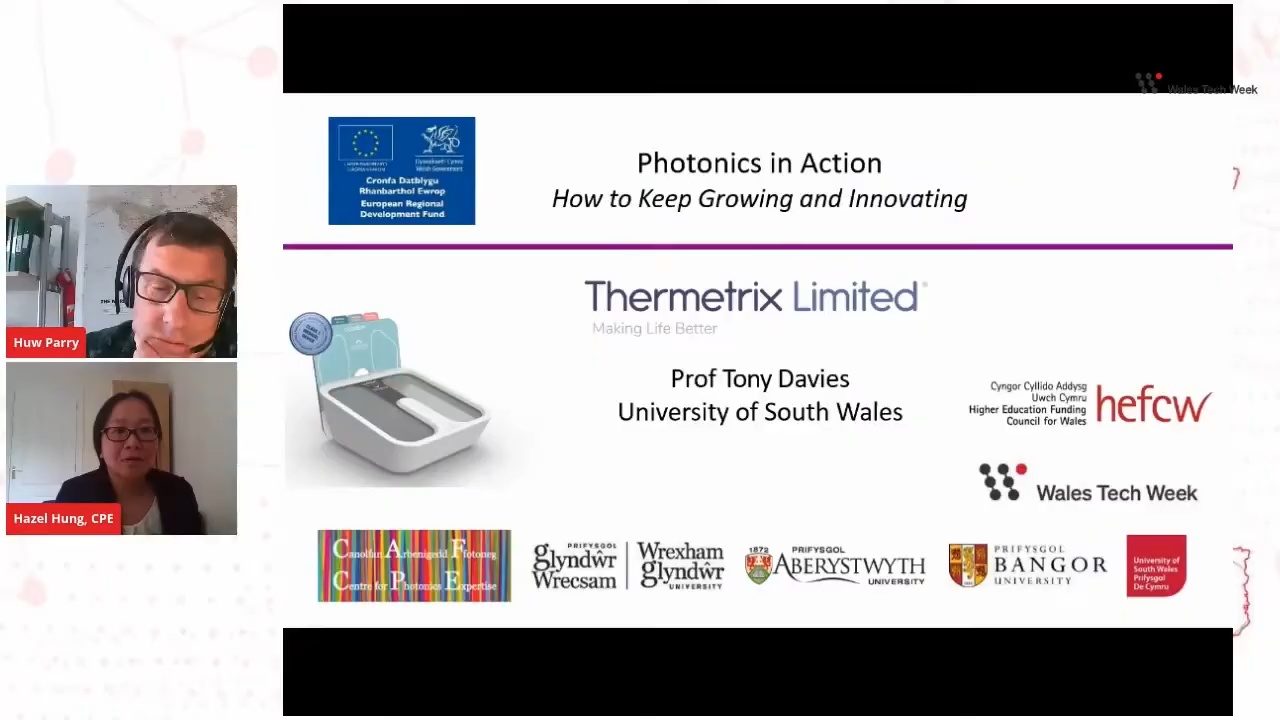 Wales Tech Week
Cronfa Datblygu
Rhanbarthol Ewrop
European Regional
Development Fund
Photonics in Action
How to Keep Growing and Innovating
Huw Parry
Hazel Hung, CPE
Thermetrix Limited
Making Life Better
Prof Tony Davies
University of South Wales
Cyngor Cyllido Addysg
Uwch Cymru
Higher Education Funding
Council for Wales
hefcw
Wales Tech Week
Canolfan Arbenigedd Ffotoneg
Centre for Photonics Expertise
PRIFYSGOL
glyndŵr
Wrecsam
Wrexham
glyndŵr
UNIVERSITY
1872
PRIFYSGOL
ABERYSTWYTH
UNIVERSITY
PRIFYSGOL
BANGOR
UNIVERSITY
University of
South Wales
Prifysgol
De Cymru